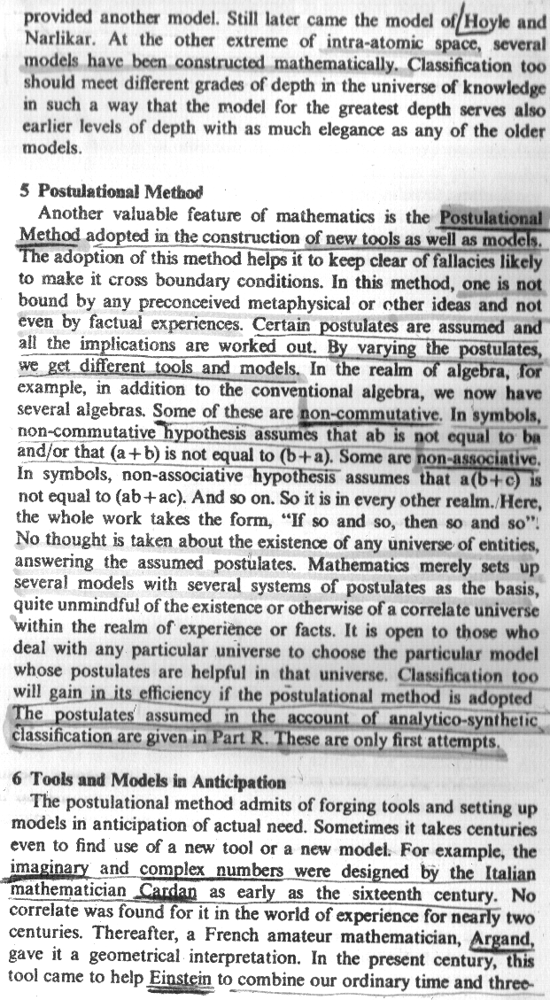 provided another model. Still later came the model of Hoyle and
Narlikar. At the other extreme of intra-atomic space, several
models have been constructed mathematically. Classification too
should meet different grades of depth in the universe of knowledge
in such a way that the model for the greatest depth serves also
earlier levels of depth with as much elegance as any of the older
models.
5 Postulational Method
Another valuable feature of mathematics is the Postulational
Method adopted in the construction of new tools as well as models.
The adoption of this method helps it to keep clear of fallacies likely
to make it cross boundary conditions. In this method, one is not
bound by any preconceived metaphysical or other ideas and not
even by factual experiences. Certain postulates are assumed and
all the implications are worked out. By varying the postulates,
we get different tools and models. In the realm of algebra, for
example, in addition to the conventional algebra, we now have
several algebras. Some of these are non-commutative. In symbols,
non-commutative hypothesis assumes that ab is not equal to ba
and/or that (a+b) is not equal to (b+a). Some are non-associative.
In symbols, non-associative hypothesis assumes that a(b+c) is
not equal to (ab+ac). And so on. So it is in every other realm. Here,
the whole work takes the form, “If so and so, then so and so”.
No thought is taken about the existence of any universe of entities,
answering the assumed postulates. Mathematics merely sets up
several models with several systems of postulates as the basis,
quite unmindful of the existence or otherwise of a correlate universe
within the realm of experience or facts. It is open to those who
deal with any particular universe to choose the particular model
whose postulates are helpful in that universe. Classification too
will gain in its efficiency if the postulational method is adopted
The postulates assumed in the account of analytico-synthetic
classification are given in Part R. These are only first attempts.
6 Tools and Models in Anticipation
The postulational method admits of forging tools and setting up
models in anticipation of actual need. Sometimes it takes centuries
even to find use of a new tool or a new model. For example, the
imaginary and complex numbers were designed by the Italian
mathematician Cardan as early as the sixteenth century. No
correlate was found for it in the world of experience for nearly two
centuries. Thereafter, a French amateur mathematician, Argand,
gave it a geometrical interpretation. In the present century, this
tool came to help Einstein to combine our ordinary time and three-